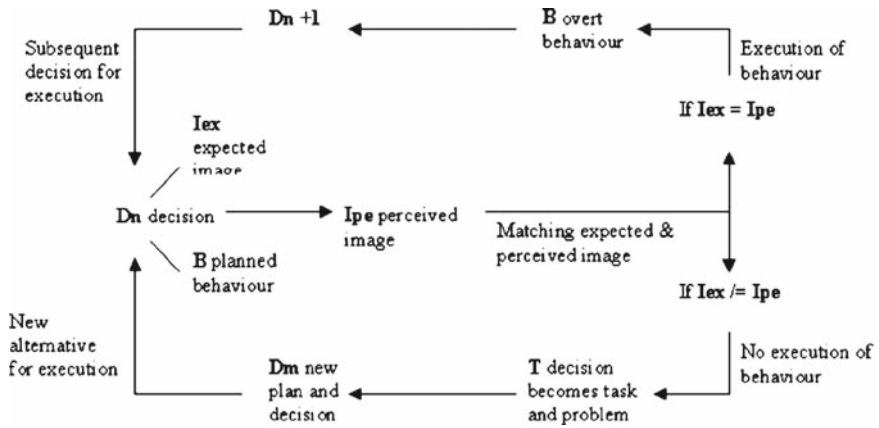 Dn +1
B overt
behaviour
Subsequent
decision for
execution
Execution of
behaviour
Iex
expected
image
If Iex = Ipe
Dn decision
Ipe perceived
image
Matching expected &
perceived image
B planned
behaviour
If Iex /= Ipe
New
alternative
for execution
Dm new
plan and
decision
T decision
becomes task
and problem
No execution of
behaviour